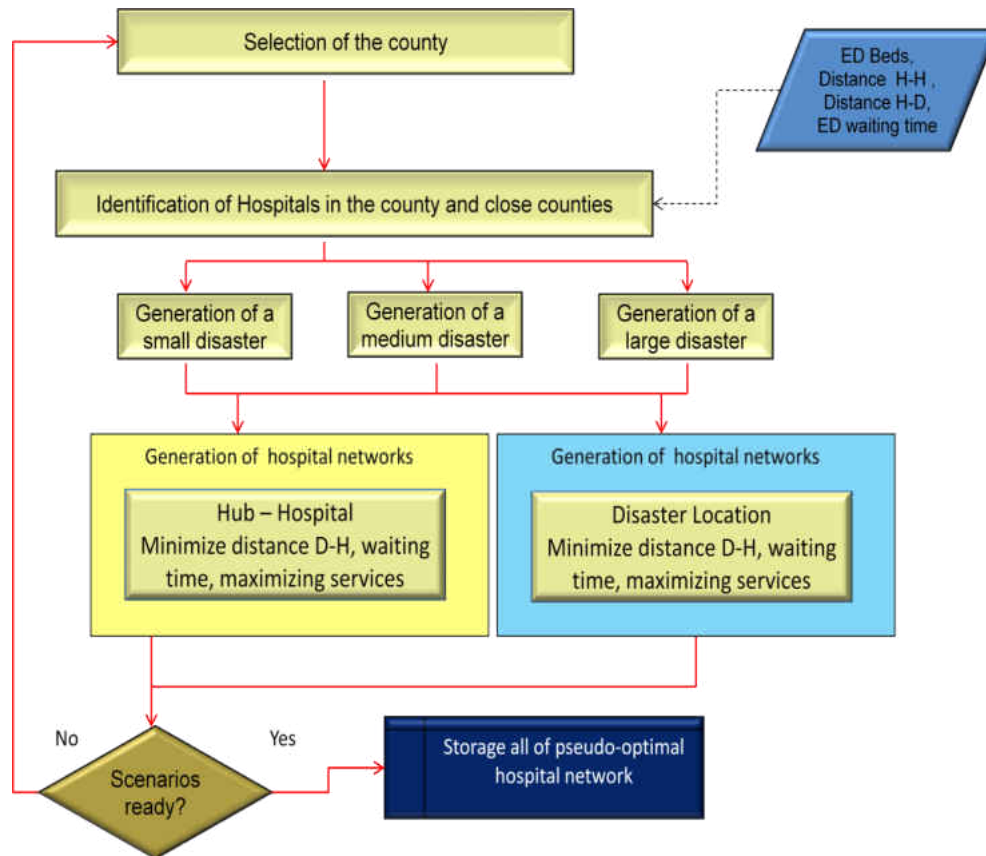 Selection of the county
ED Beds,
Distance H-H ,
Distance H-D,
ED waiting time
Identification of Hospitals in the county and close counties
Generation of a
small disaster
Generation of a
medium disaster
Generation of a
large disaster
Generation of hospital networks
Hub – Hospital
Minimize distance D-H, waiting
time, maximizing services
Generation of hospital networks
Disaster Location
Minimize distance D-H, waiting
time, maximizing services
No
Scenarios
ready?
Yes
Storage all of pseudo-optimal
hospital network